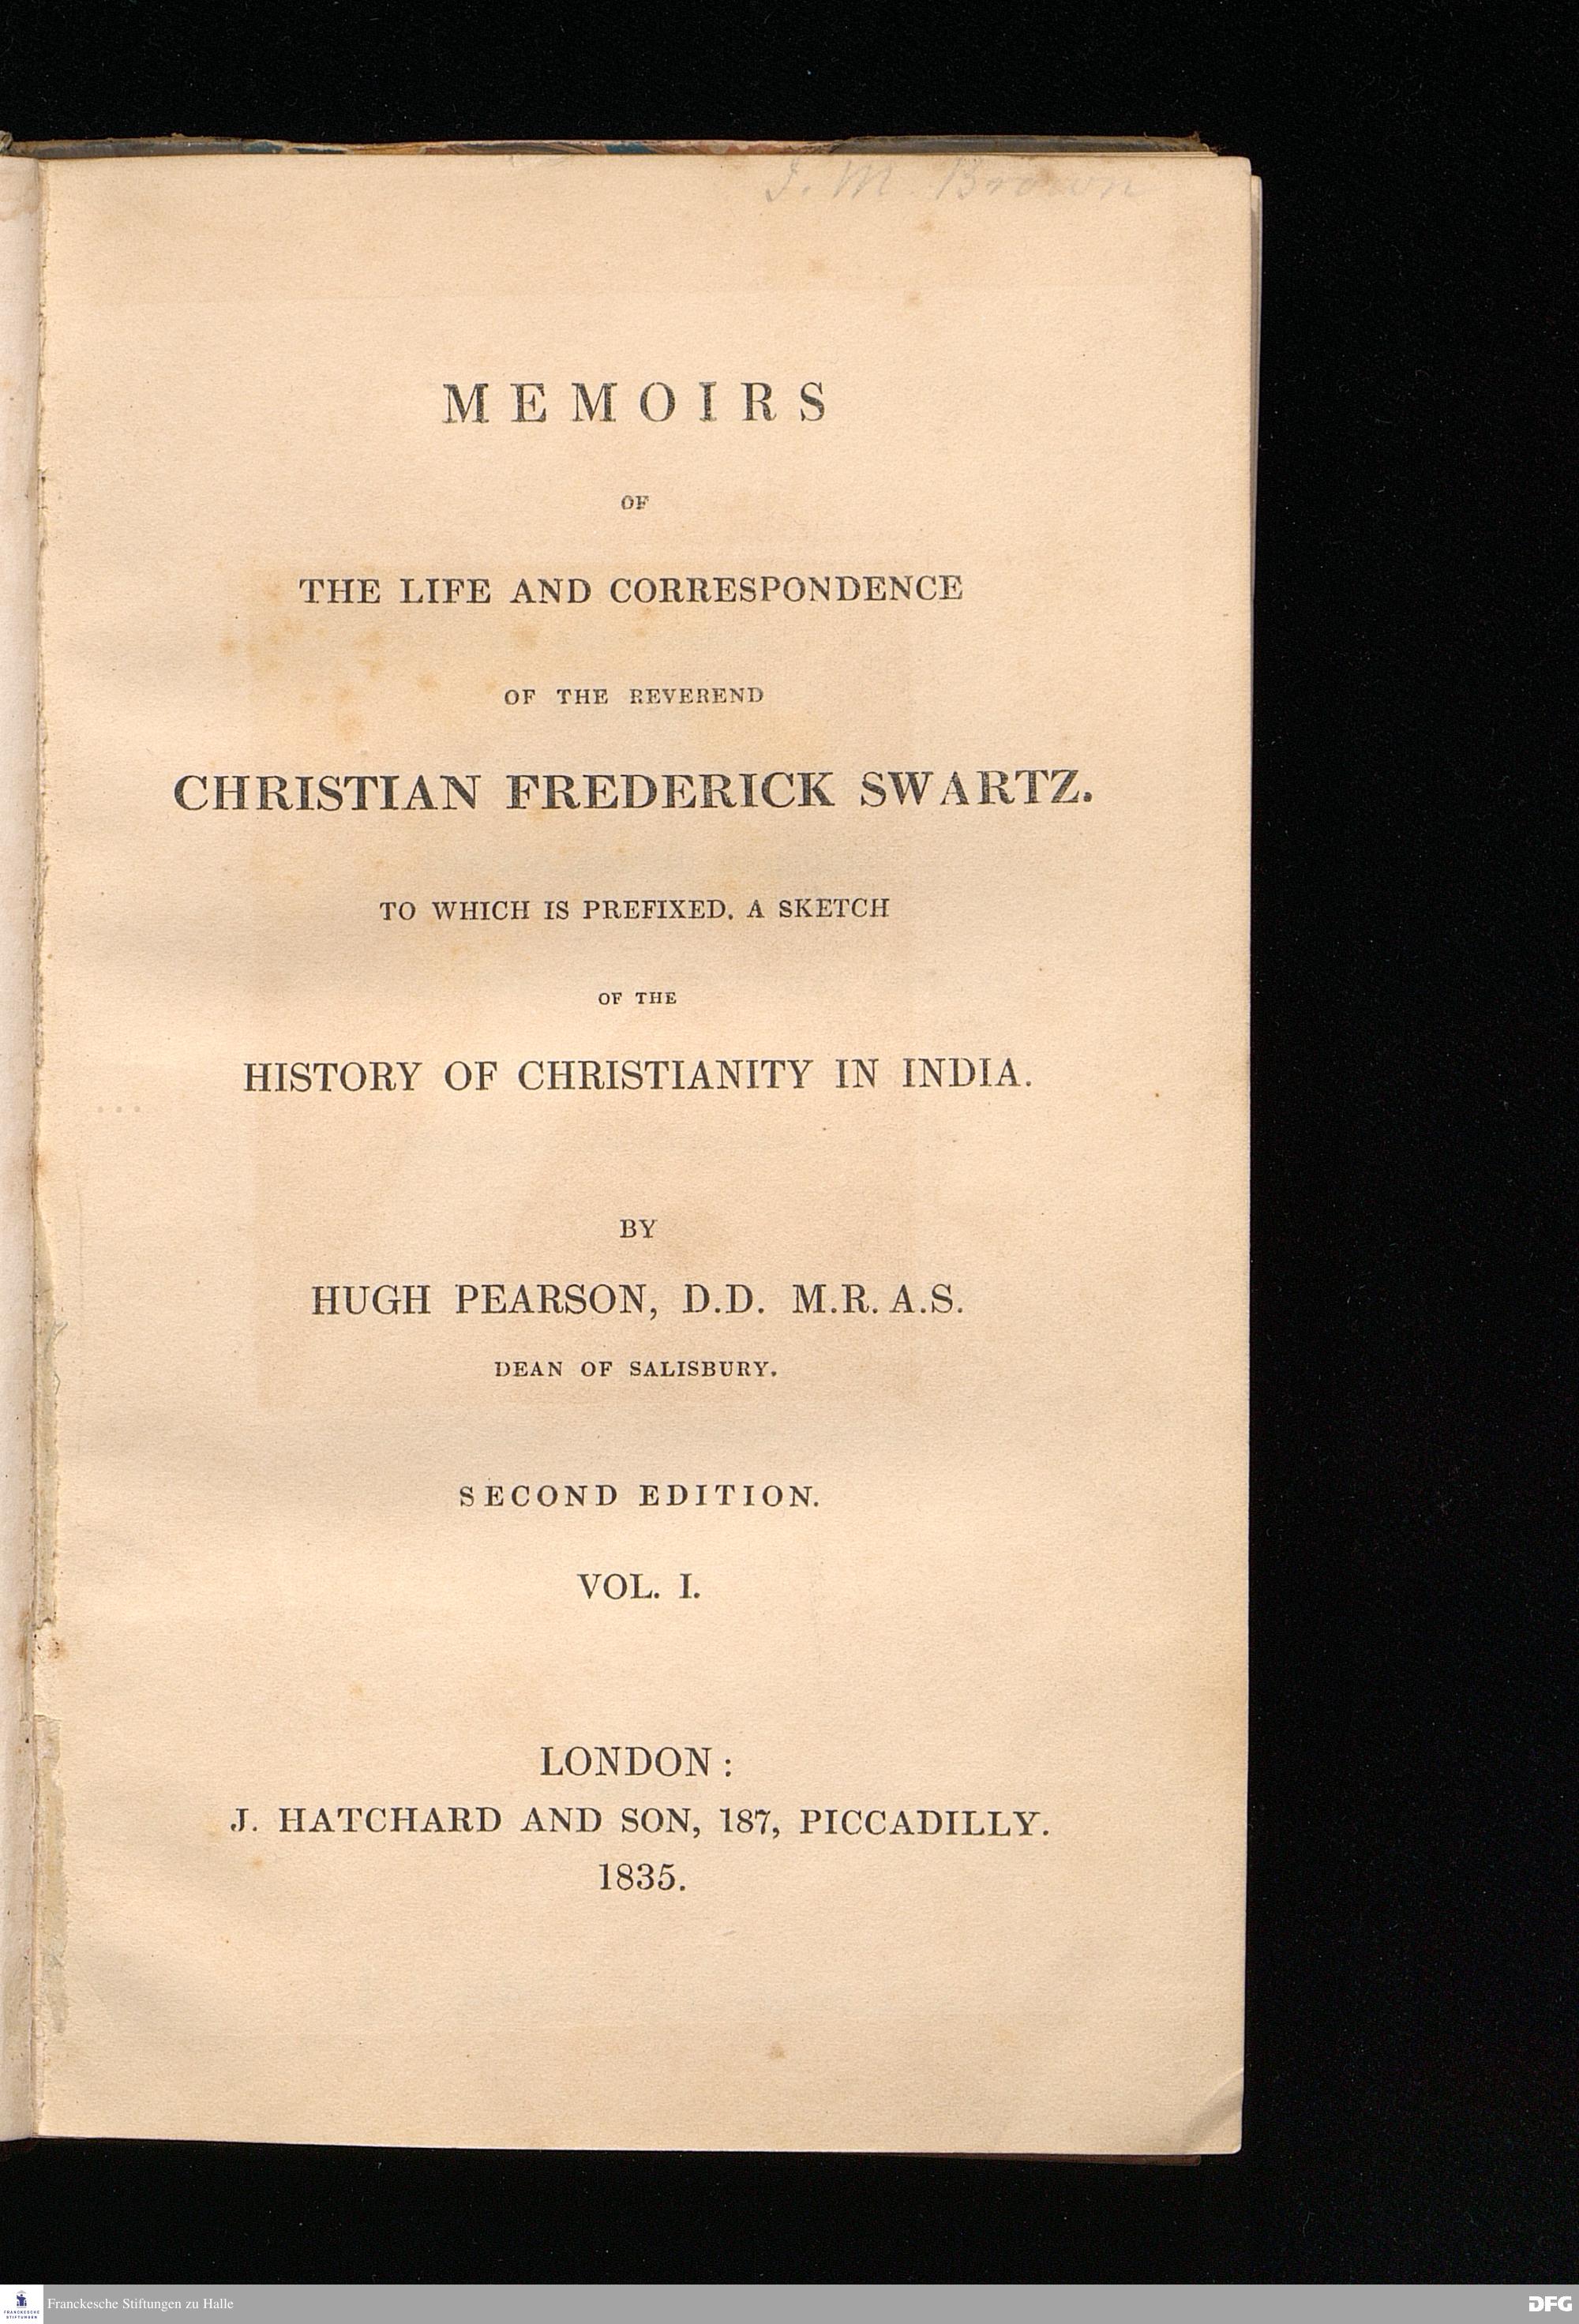 J. M. Brown
MEMOIRS
OF
THE LIFE AND CORRESPONDENCE
OF THE REVEREND
CHRISTIAN FREDERICK SWARTZ.
TO WHICH IS PREFIXED, A SKETCH
OF THE
HISTORY OF CHRISTIANITY IN INDIA.
BY
HUGH PEARSON, D.D. M.R.A.S.
DEAN OF SALISBURY.
SECOND EDITION.
VOL. I.
LONDON:
J. HATCHARD AND SON, 187, PICCADILLY.
1835.
FRANCKESCHE
STIFTUNGEN
Franckesche Stiftungen zu Halle
DFG